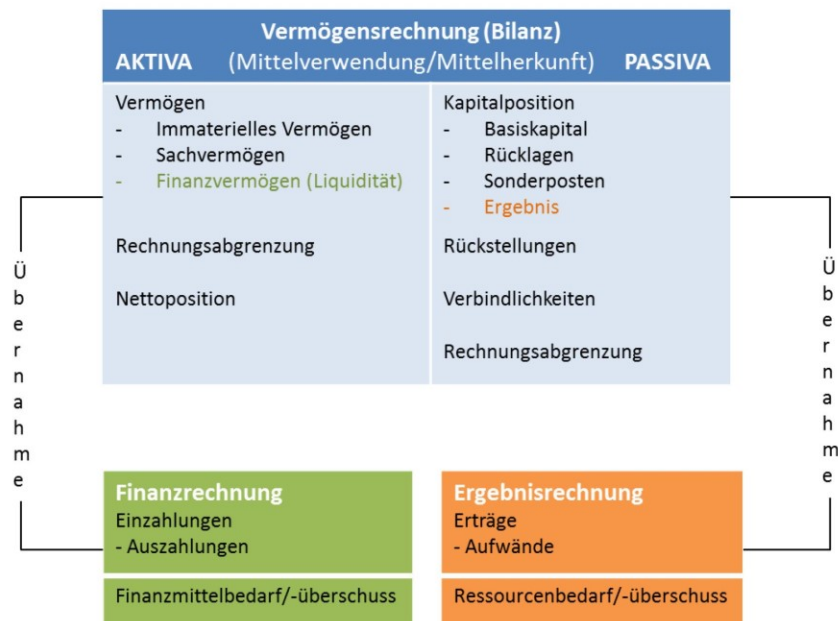 Vermögensrechnung (Bilanz)
AKTIVA (Mittelverwendung/Mittelherkunft) PASSIVA
Vermögen
- Immaterielles Vermögen
- Sachvermögen
- Finanzvermögen (Liquidität)
Rechnungsabgrenzung
Nettoposition
Kapitalposition
- Basiskapital
- Rücklagen
- Sonderposten
- Ergebnis
Rückstellungen
Verbindlichkeiten
Rechnungsabgrenzung
Übernahme
Übernahme
Finanzrechnung
Einzahlungen
- Auszahlungen
Finanzmittelbedarf/-überschuss
Ergebnisrechnung
Erträge
- Aufwände
Ressourcenbedarf/-überschuss